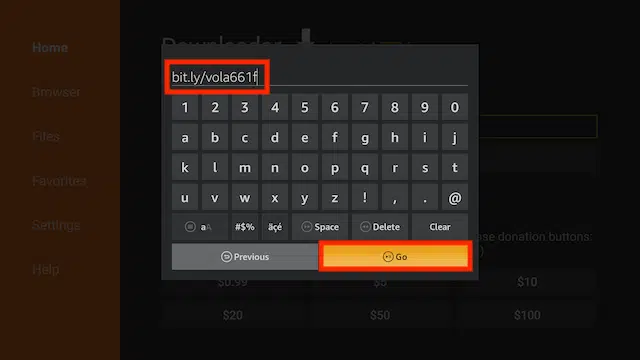 Home
Downloader
Browser
Files
Favorites
Settings
Help
bit.ly/vola661f
1 2 3 4 5 6 7 8 9 0
a b c d e f g h i j
k l m n o p q r s t
u v w x y z ! , . @
aA #$% äçé Space Delete Clear
Previous Go
ase donation buttons:
)
$0.99 $5 $10
$20 $50 $100